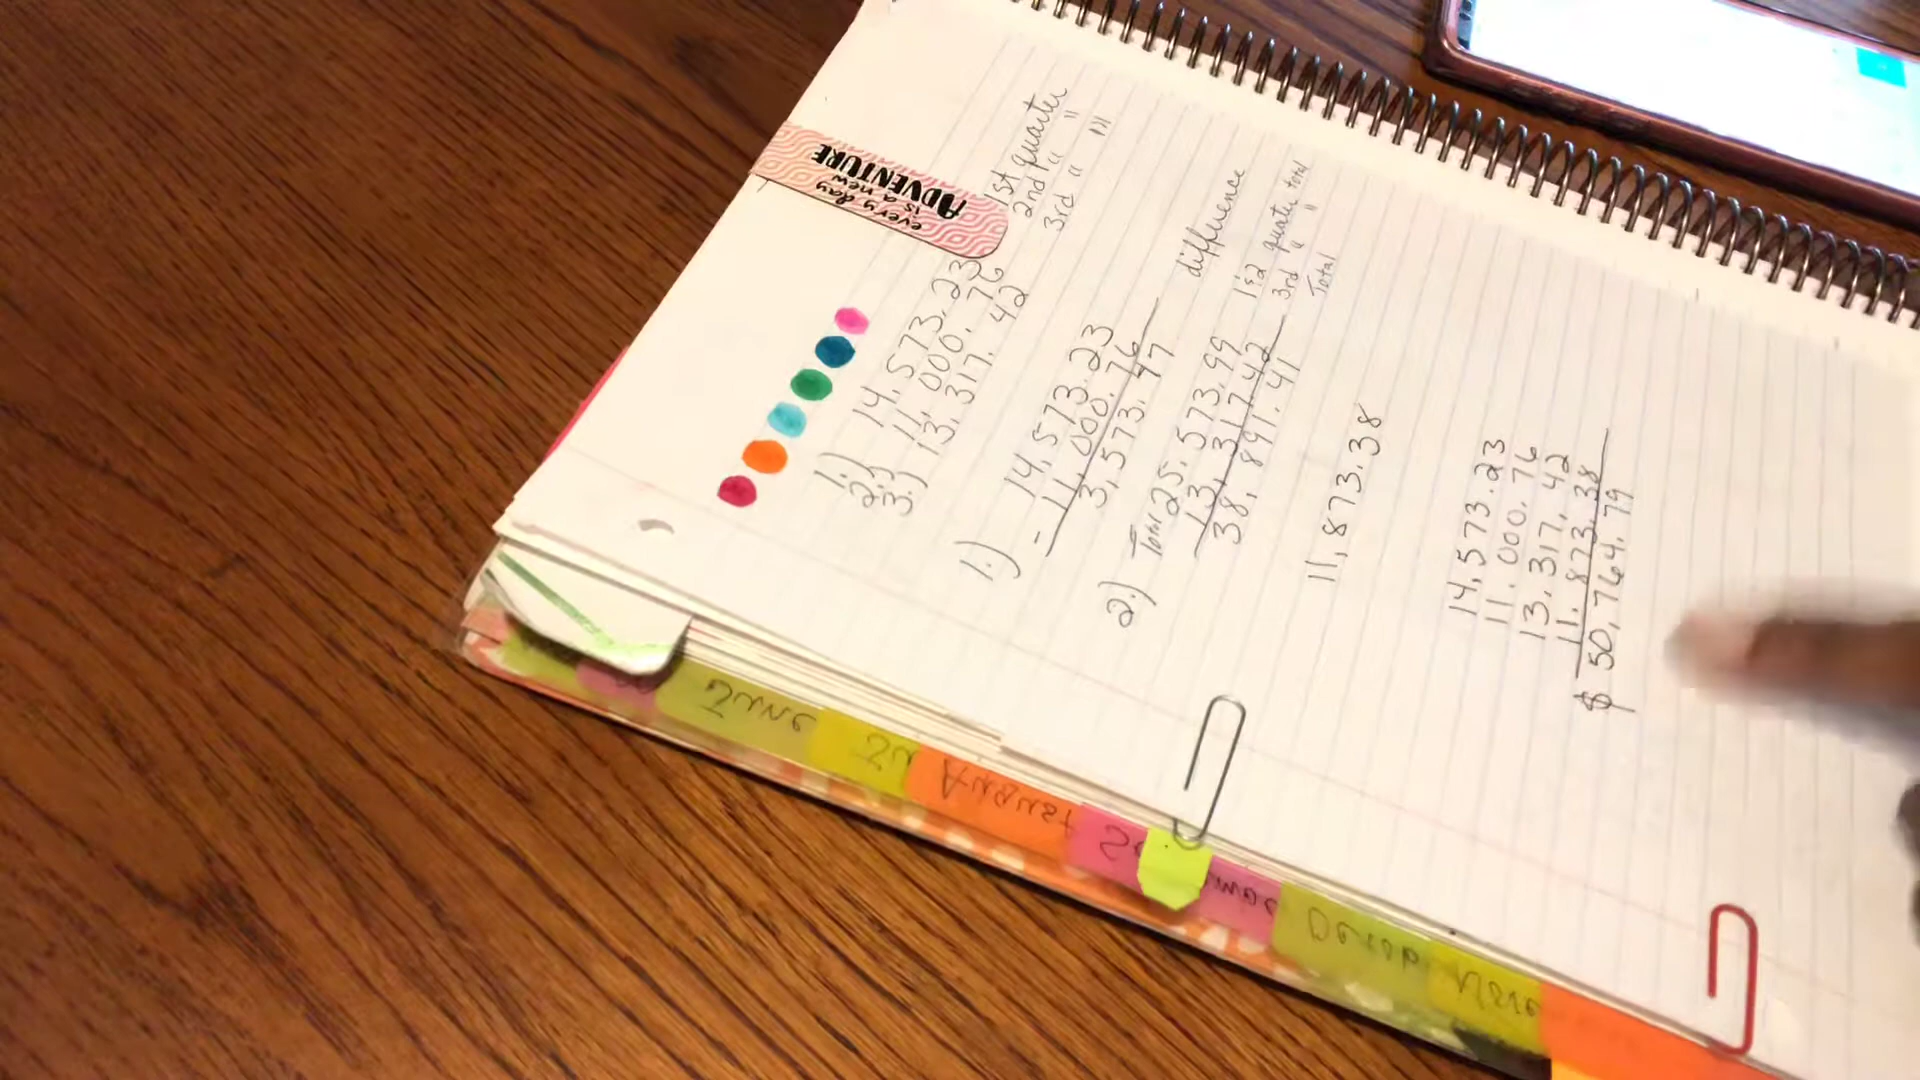 every day
is a new
ADVENTURE
1.) 14,573.23 1st quarter
2.) 11,000.76 2nd " "
3.) 13,317.42 3rd " "
1.) 14,573.23
- 11,000.76
3,573.47 difference
2.) Total 25,573.99 1 & 2 quarter total
13,317.42 3rd " "
38,891.41 Total
11,873.38
14,573.23
11,000.76
13,317.42
11,873.38
$ 50,764.79
June
August